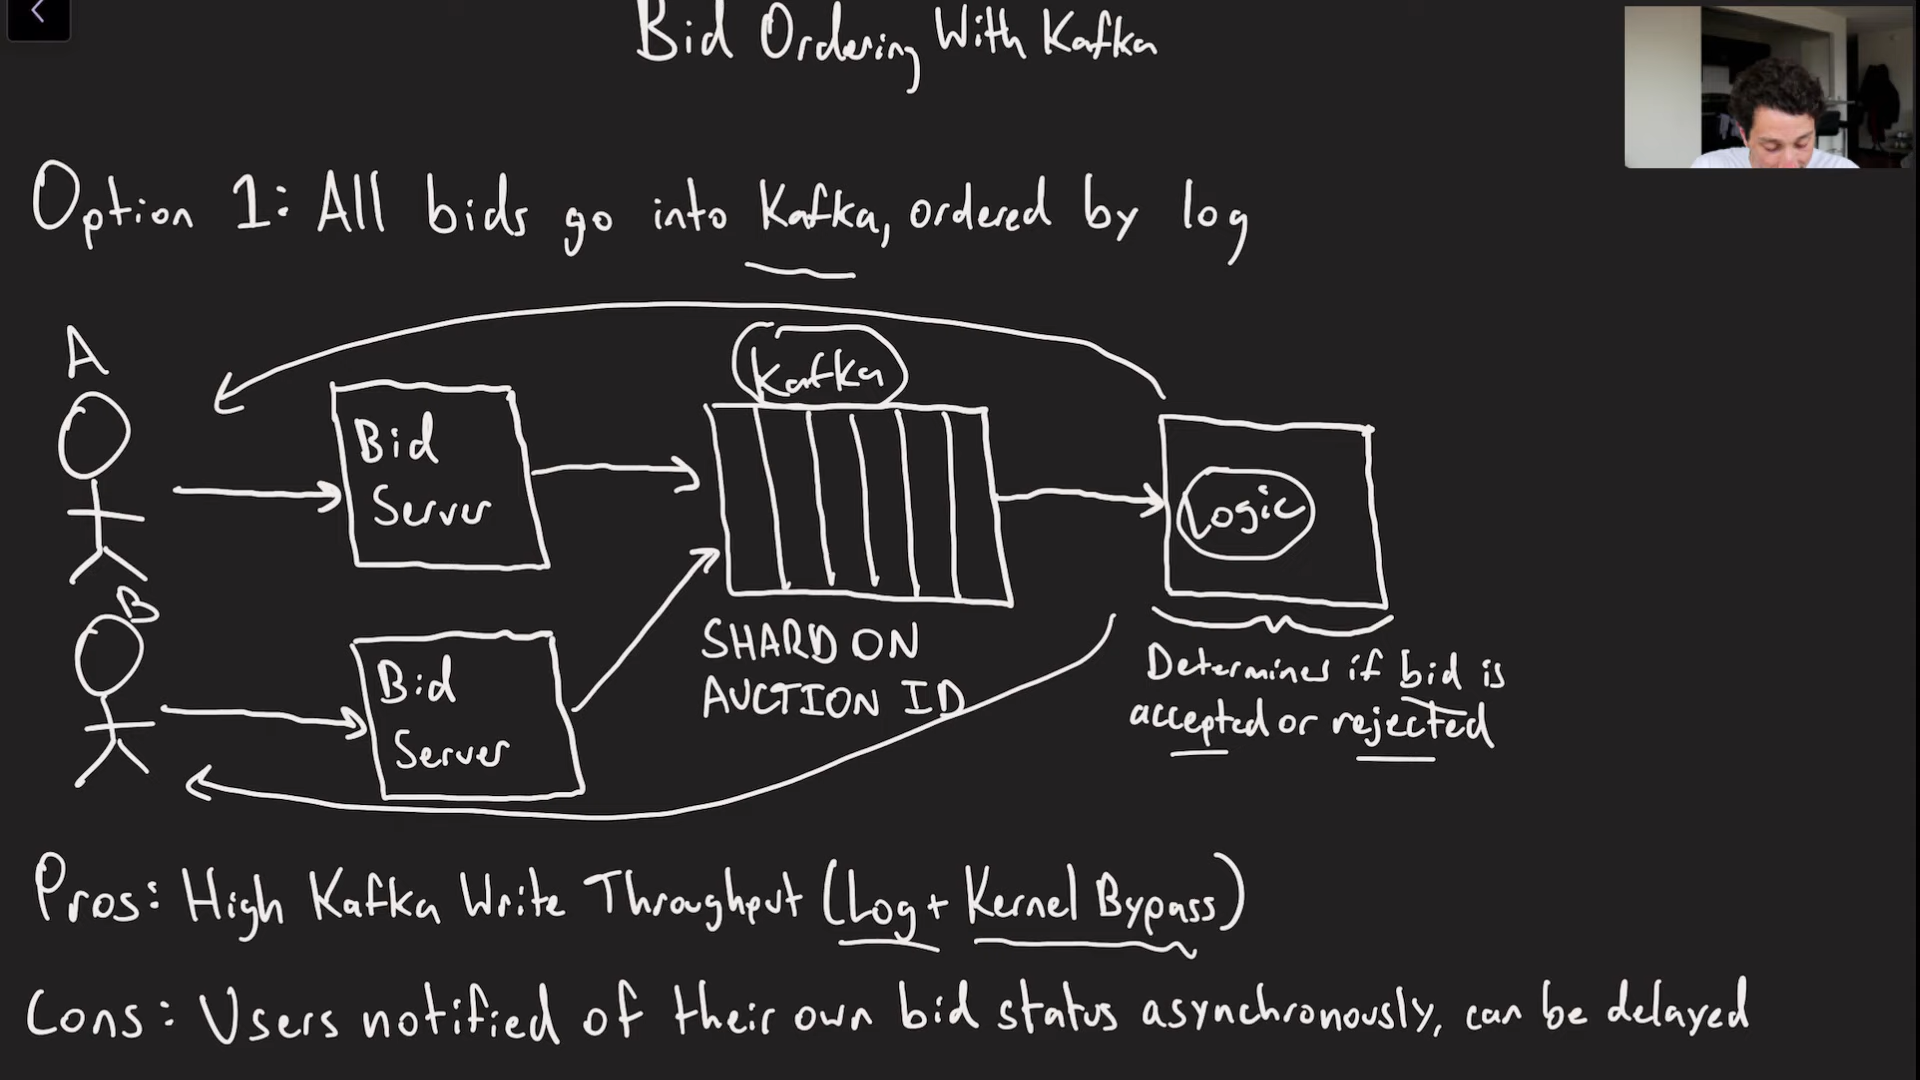 Bid Ordering With Kafka
Option 1: All bids go into Kafka, ordered by log
A
Bid
Server
Kafka
Logic
B
Bid
Server
SHARD ON
AUCTION ID
Determines if bid is
accepted or rejected
Pros: High Kafka Write Throughput (Log + Kernel Bypass)
Cons: Users notified of their own bid status asynchronously, can be delayed